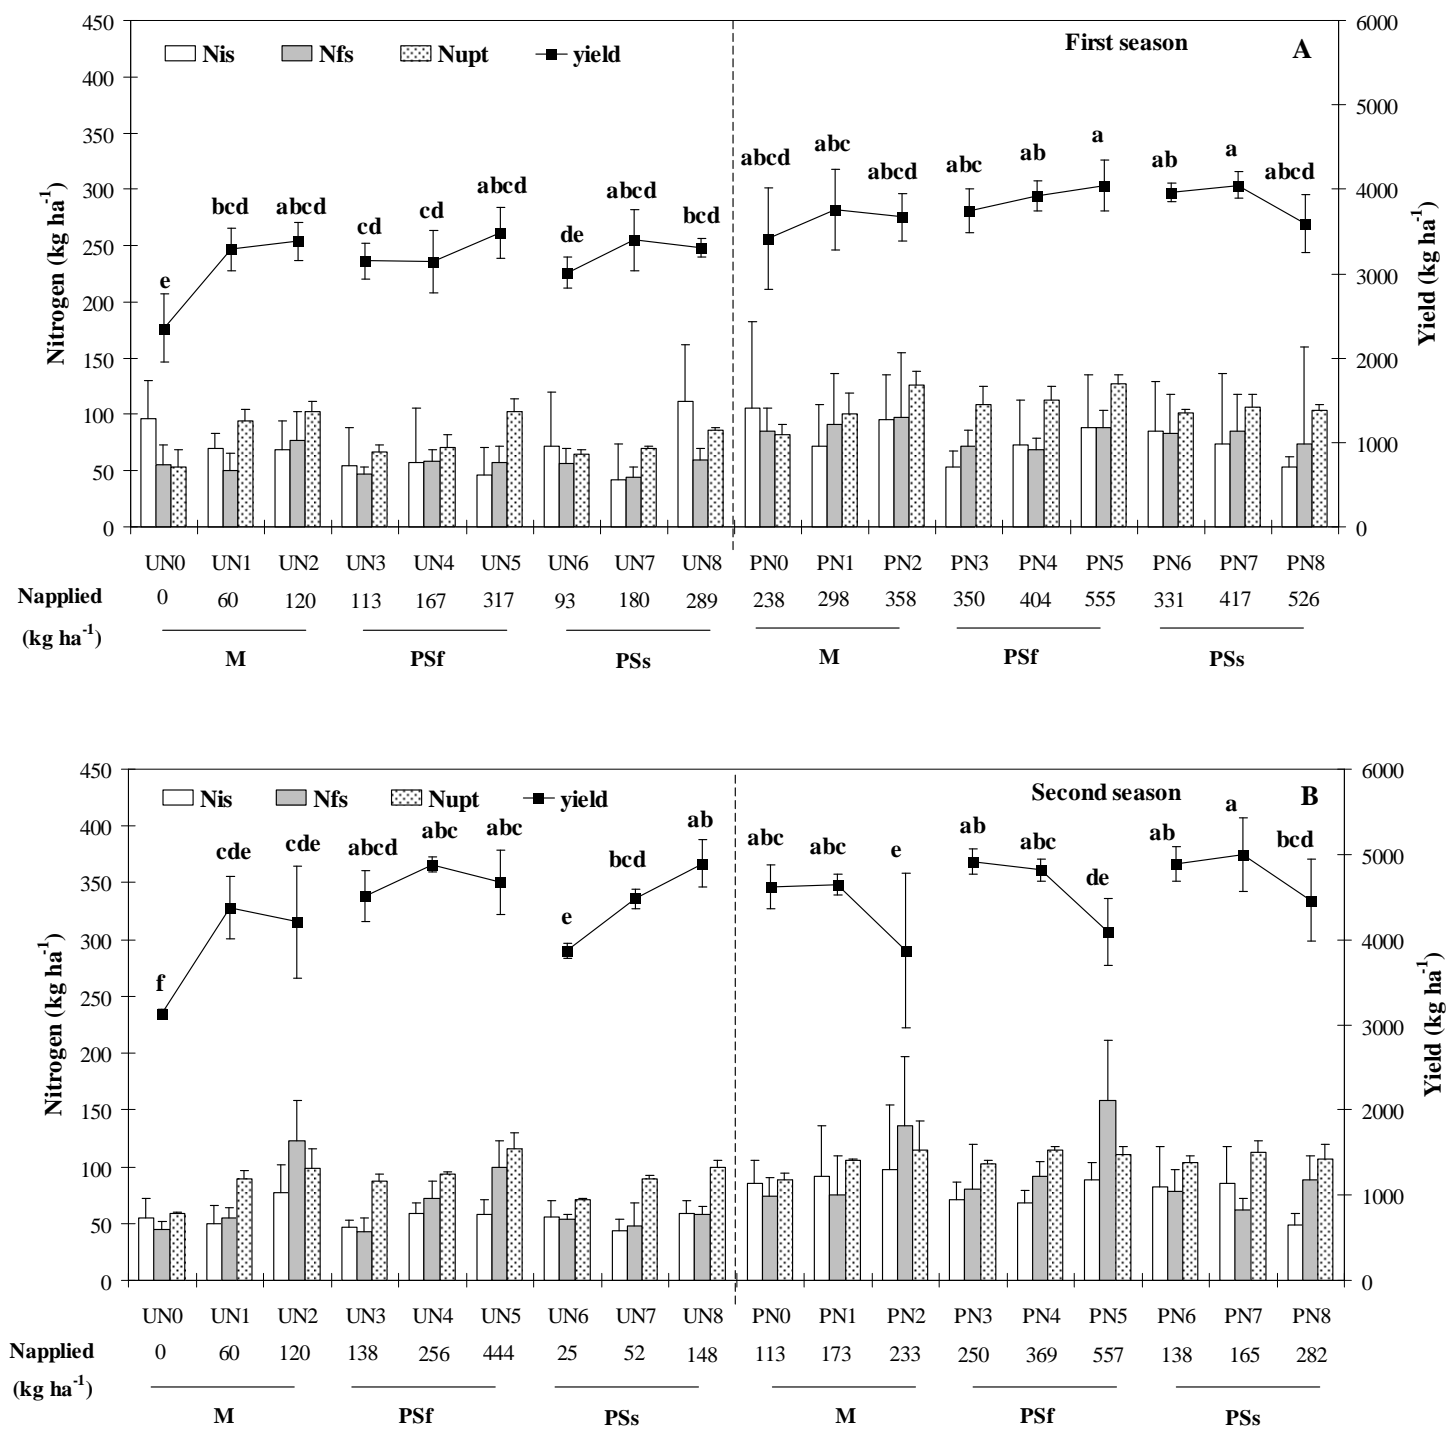 450 6000
Nis Nfs Nupt yield First season A
400
5000
350
abcd abc abcd abc ab a ab a abcd
300 4000
bcd abcd cd cd abcd de abcd bcd
250
3000
e
200
150 2000
100
1000
50
0 0
Nitrogen (kg ha-1)
Yield (kg ha-1)
UN0 UN1 UN2 UN3 UN4 UN5 UN6 UN7 UN8 PN0 PN1 PN2 PN3 PN4 PN5 PN6 PN7 PN8
Napplied 0 60 120 113 167 317 93 180 289 238 298 358 350 404 555 331 417 526
(kg ha-1)
M PSf PSs M PSf PSs
450 6000
Nis Nfs Nupt yield Second season B
400
5000
cde cde abcd abc abc bcd ab abc abc e ab abc de ab a bcd
350
300 4000
f e
250
3000
200
150 2000
100
1000
50
0 0
Nitrogen (kg ha-1)
Yield (kg ha-1)
UN0 UN1 UN2 UN3 UN4 UN5 UN6 UN7 UN8 PN0 PN1 PN2 PN3 PN4 PN5 PN6 PN7 PN8
Napplied 0 60 120 138 256 444 25 52 148 113 173 233 250 369 557 138 165 282
(kg ha-1)
M PSf PSs M PSf PSs